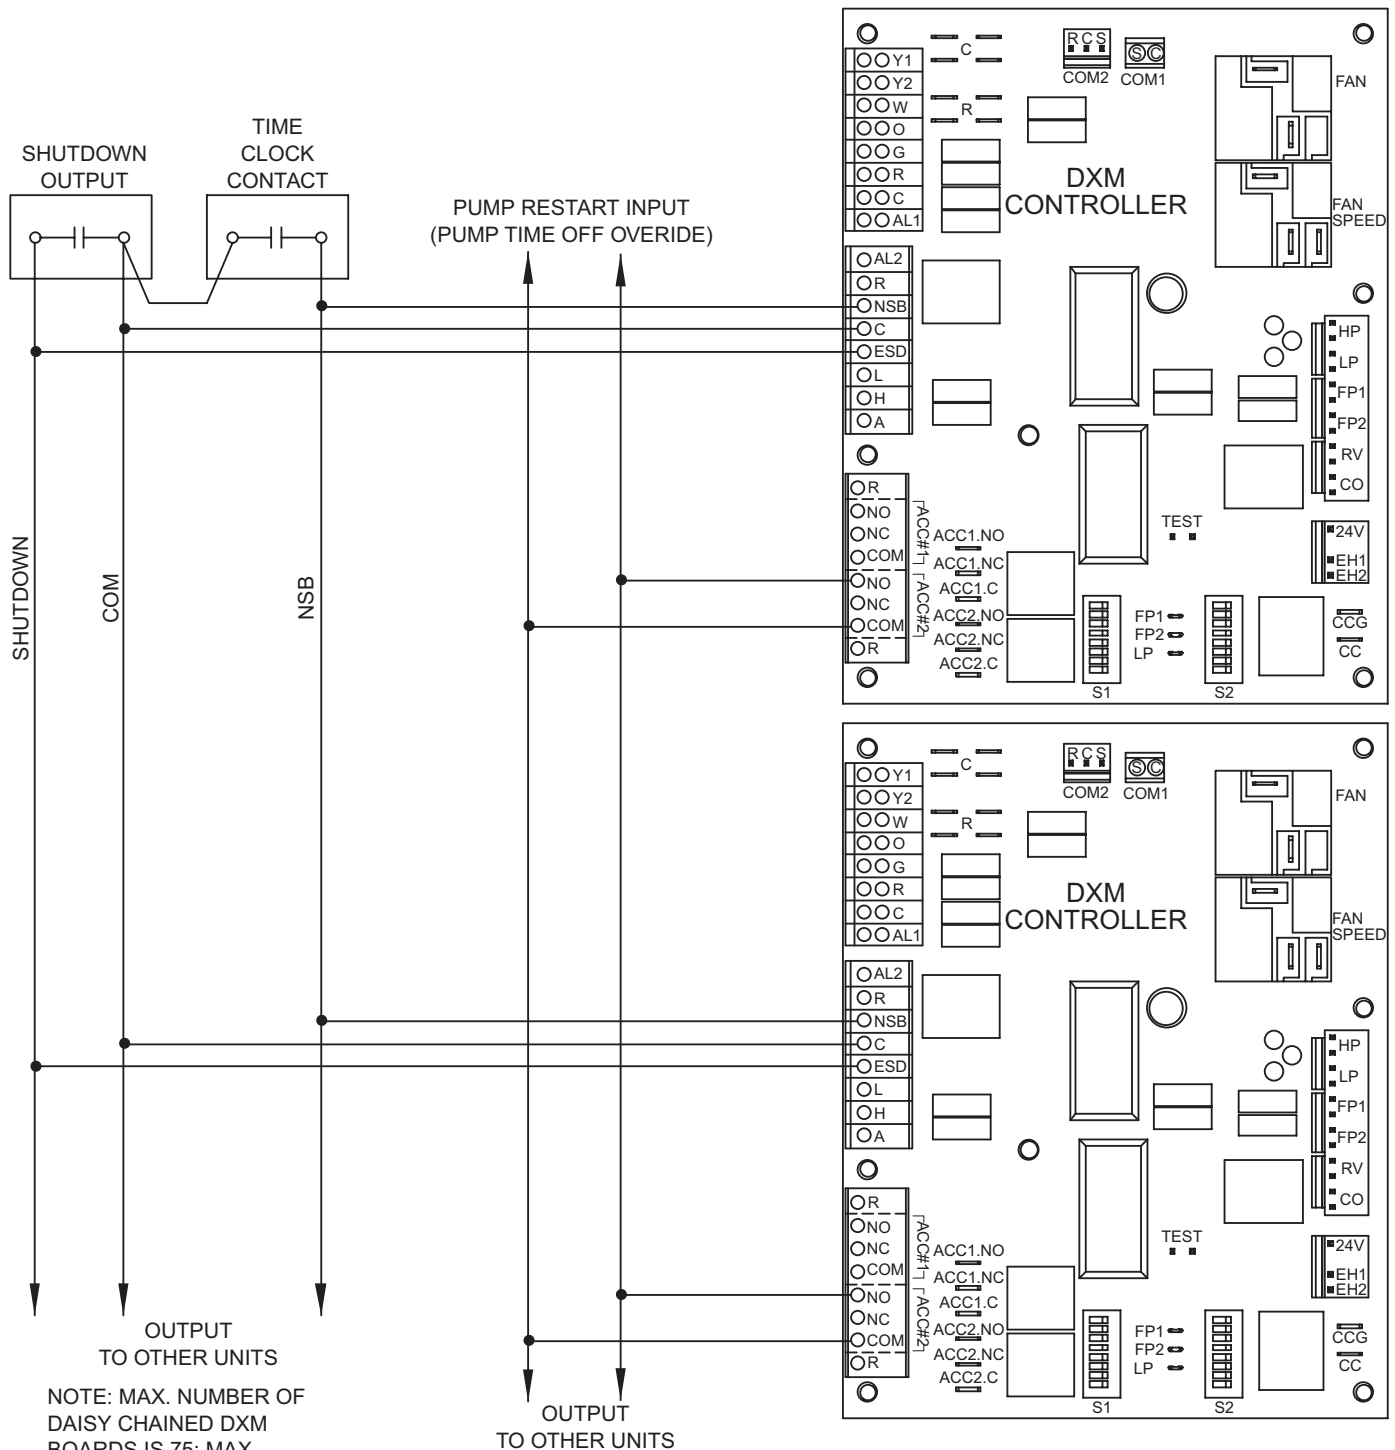 SHUTDOWN
OUTPUT
TIME
CLOCK
CONTACT
PUMP RESTART INPUT
(PUMP TIME OFF OVERIDE)
SHUTDOWN
COM
NSB
OUTPUT
TO OTHER UNITS
NOTE: MAX. NUMBER OF
DAISY CHAINED DXM
BOARDS IS 75: MAX
OUTPUT
TO OTHER UNITS
Y1
Y2
W
O
G
R
C
AL1
C
R
R C S
COM2
S C
COM1
DXM
CONTROLLER
FAN
FAN
SPEED
AL2
R
NSB
C
ESD
L
H
A
HP
LP
FP1
FP2
RV
CO
R
NO
NC
COM
NO
NC
COM
R
ACC#1
ACC#2
ACC1.NO
ACC1.NC
ACC1.C
ACC2.NO
ACC2.NC
ACC2.C
TEST
24V
EH1
EH2
FP1
FP2
LP
CCG
CC
S1
S2
Y1
Y2
W
O
G
R
C
AL1
C
R
R C S
COM2
S C
COM1
DXM
CONTROLLER
FAN
FAN
SPEED
AL2
R
NSB
C
ESD
L
H
A
HP
LP
FP1
FP2
RV
CO
R
NO
NC
COM
NO
NC
COM
R
ACC#1
ACC#2
ACC1.NO
ACC1.NC
ACC1.C
ACC2.NO
ACC2.NC
ACC2.C
TEST
24V
EH1
EH2
FP1
FP2
LP
CCG
CC
S1
S2